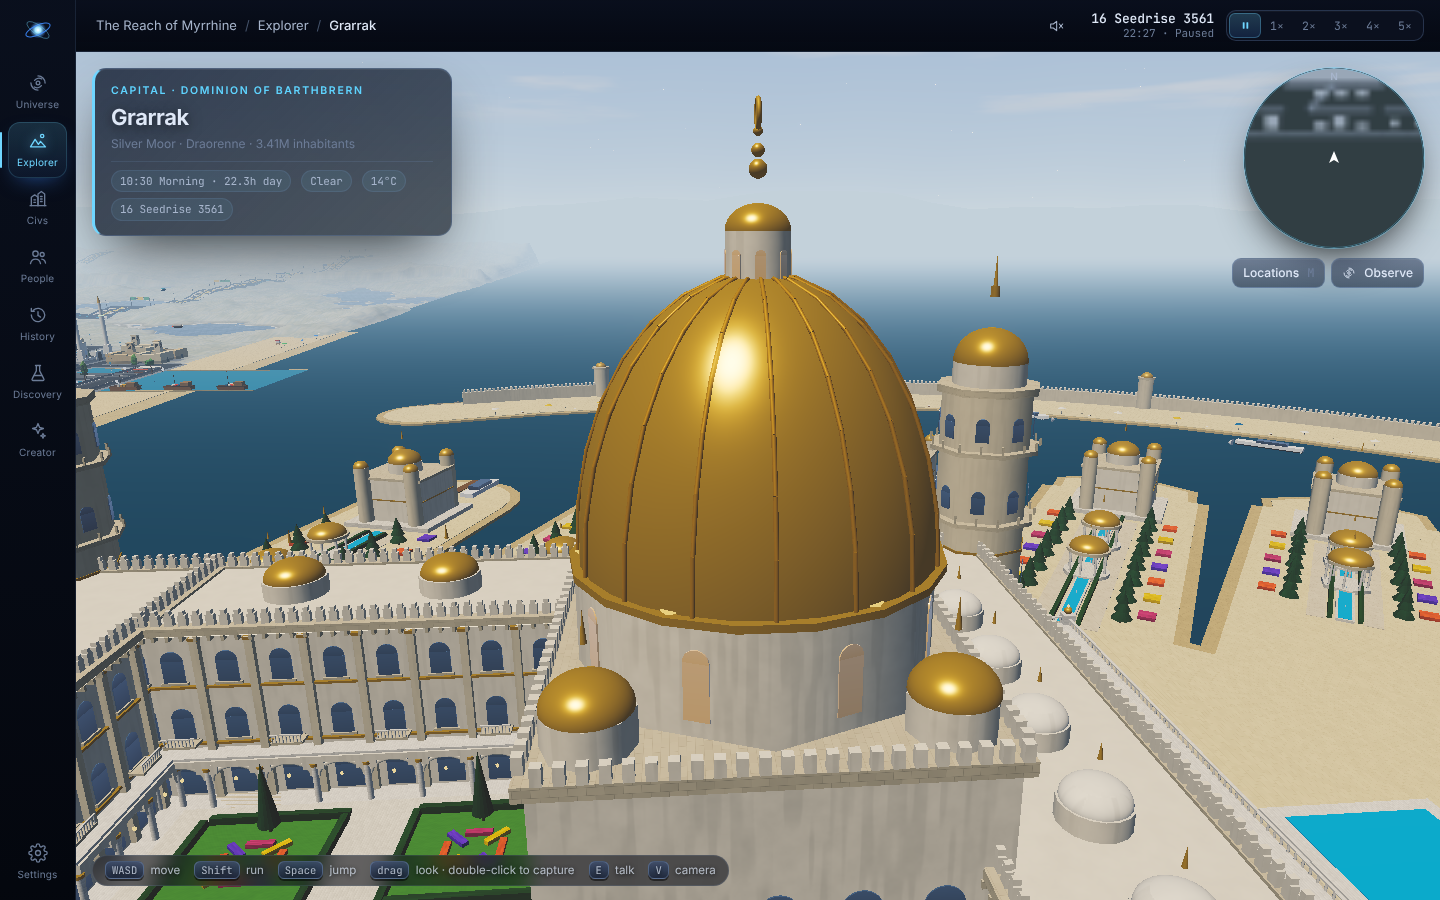 The Reach of Myrrhine / Explorer / Grarrak
16 Seedrise 3561
22:27 · Paused
1× 2× 3× 4× 5×
Universe
Explorer
Civs
People
History
Discovery
Creator
Settings
CAPITAL · DOMINION OF BARTHBRERN
Grarrak
Silver Moor · Draorenne · 3.41M inhabitants
10:30 Morning · 22.3h day
Clear
14°C
16 Seedrise 3561
N
Locations M
Observe
WASD move Shift run Space jump drag look · double-click to capture E talk V camera